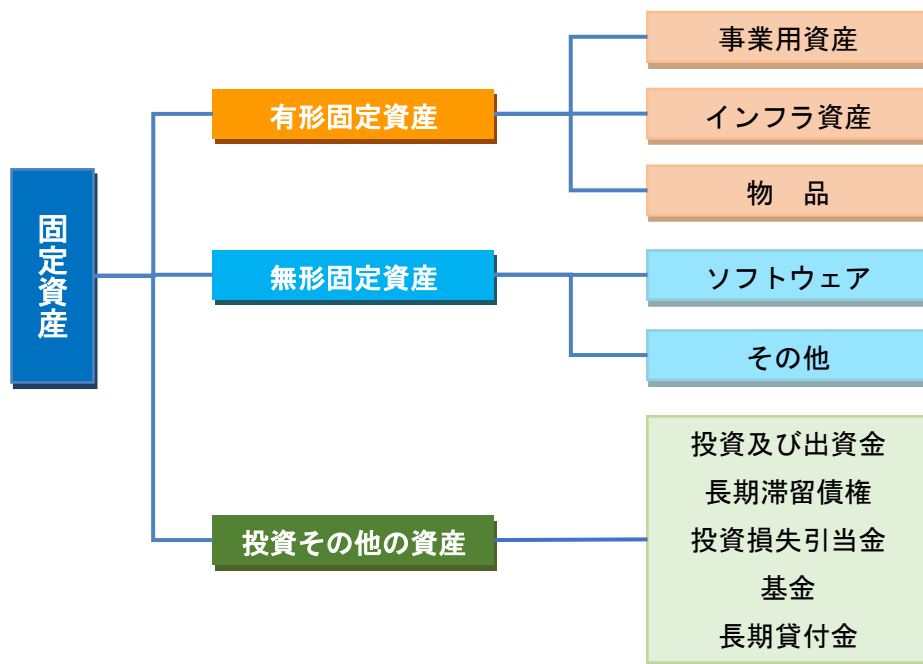 固定資産
有形固定資産
事業用資産
インフラ資産
物　品
無形固定資産
ソフトウェア
その他
投資その他の資産
投資及び出資金
長期滞留債権
投資損失引当金
基金
長期貸付金